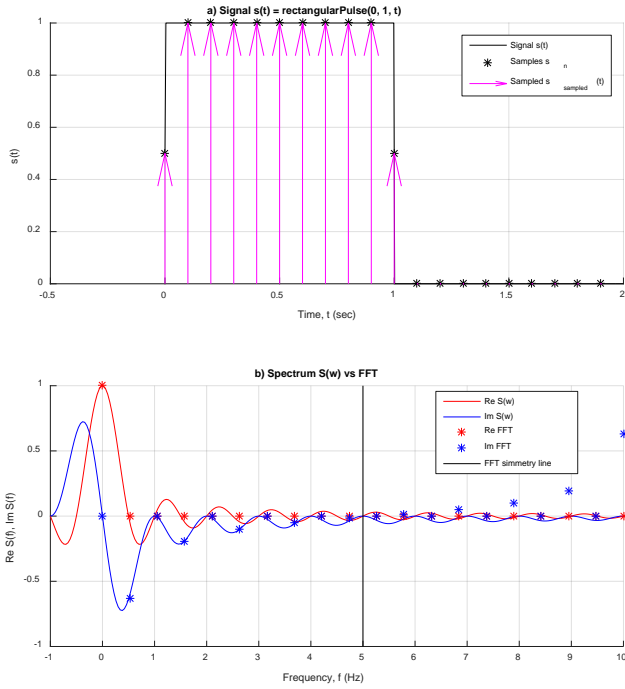 a) Signal s(t) = rectangularPulse(0, 1, t)
1
0.8
0.6
0.4
0.2
0
s(t)
Signal s(t)
Samples s n
Sampled s sampled (t)
-0.5 0 0.5 1 1.5 2
Time, t (sec)
b) Spectrum S(w) vs FFT
1
0.5
0
-0.5
-1
Re S(f), Im S(f)
Re S(w)
Im S(w)
Re FFT
Im FFT
FFT simmetry line
-1 0 1 2 3 4 5 6 7 8 9 10
Frequency, f (Hz)